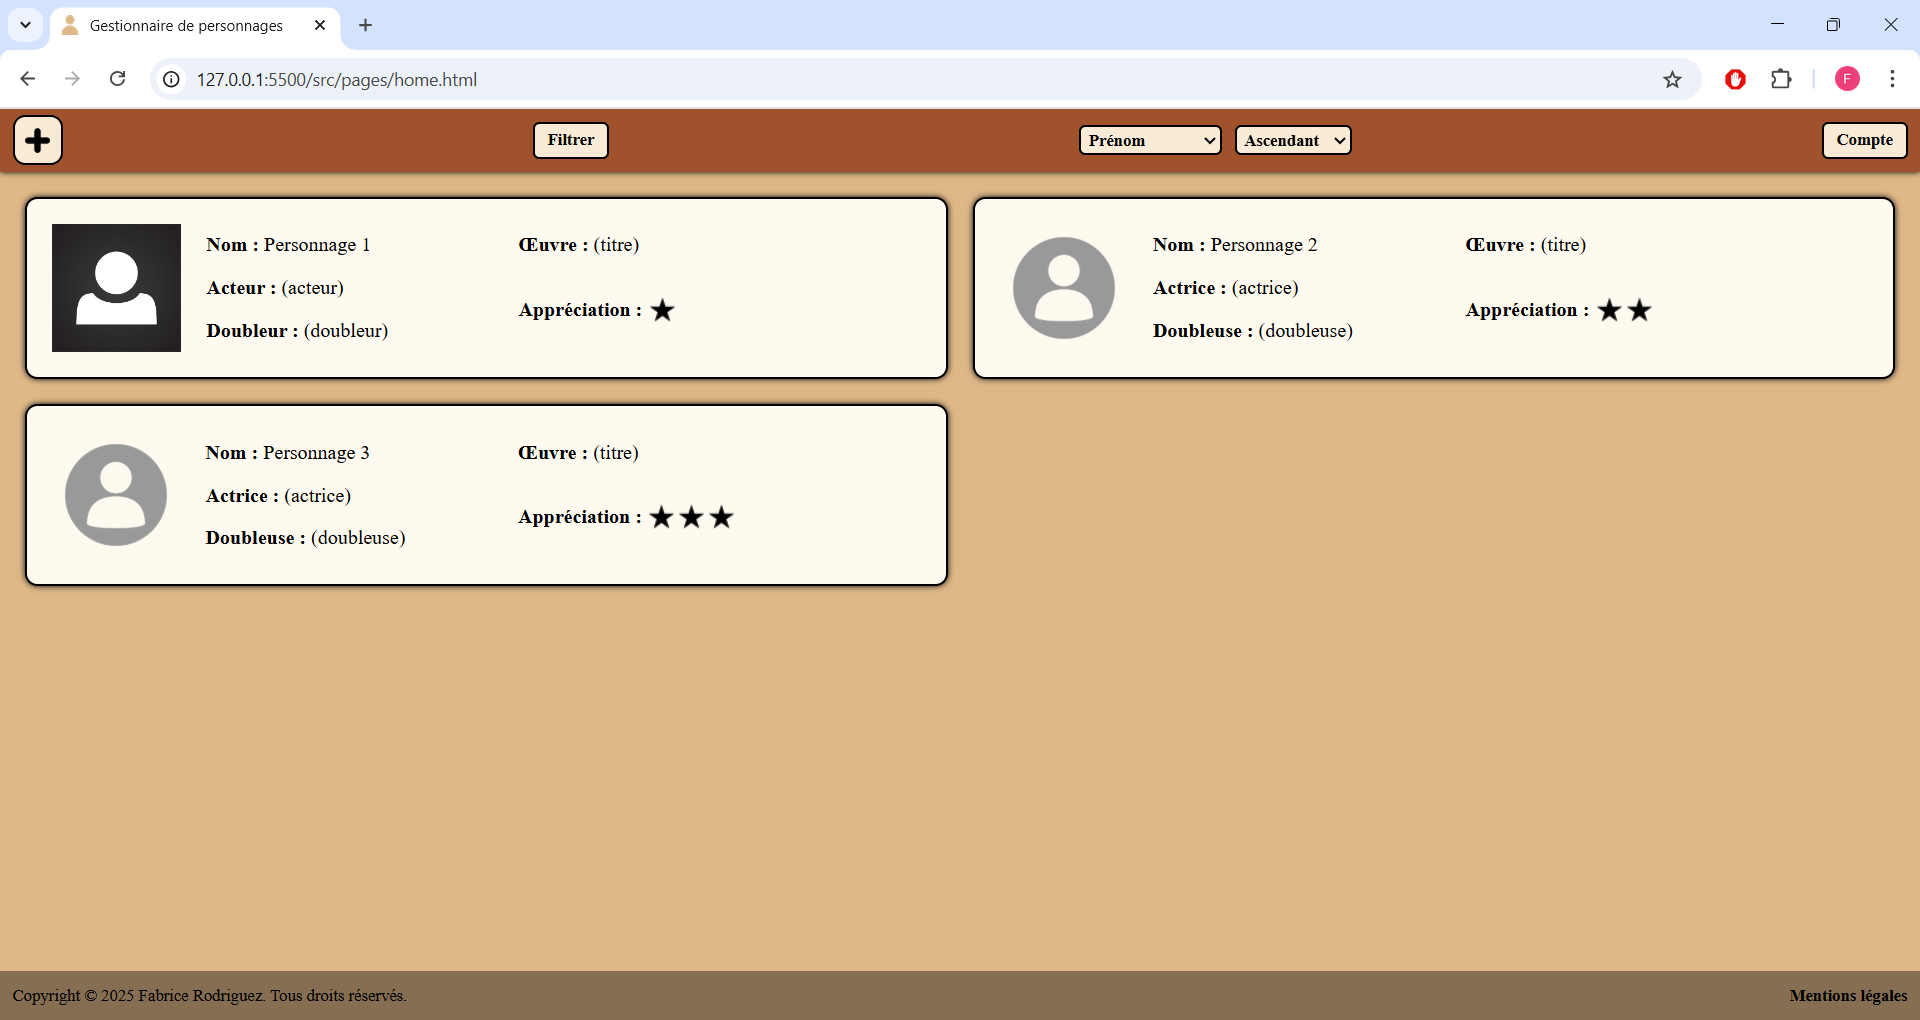 Gestionnaire de personnages
127.0.0.1:5500/src/pages/home.html
F
Filtrer
Prénom
Ascendant
Compte
Nom : Personnage 1
Acteur : (acteur)
Doubleur : (doubleur)
Œuvre : (titre)
Appréciation :
Nom : Personnage 2
Actrice : (actrice)
Doubleuse : (doubleuse)
Œuvre : (titre)
Appréciation :
Nom : Personnage 3
Actrice : (actrice)
Doubleuse : (doubleuse)
Œuvre : (titre)
Appréciation :
Copyright © 2025 Fabrice Rodriguez. Tous droits réservés.
Mentions légales